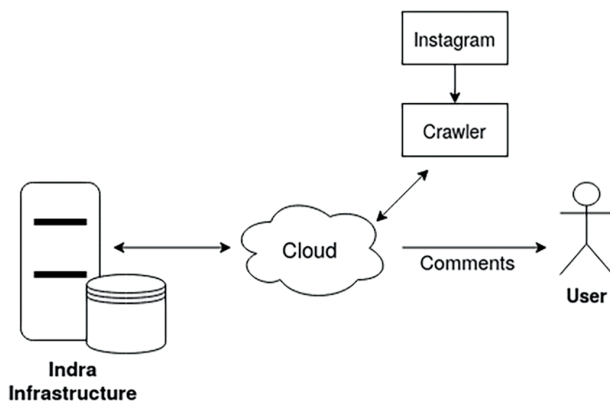 Instagram
Crawler
Cloud
Comments
User
Indra
Infrastructure